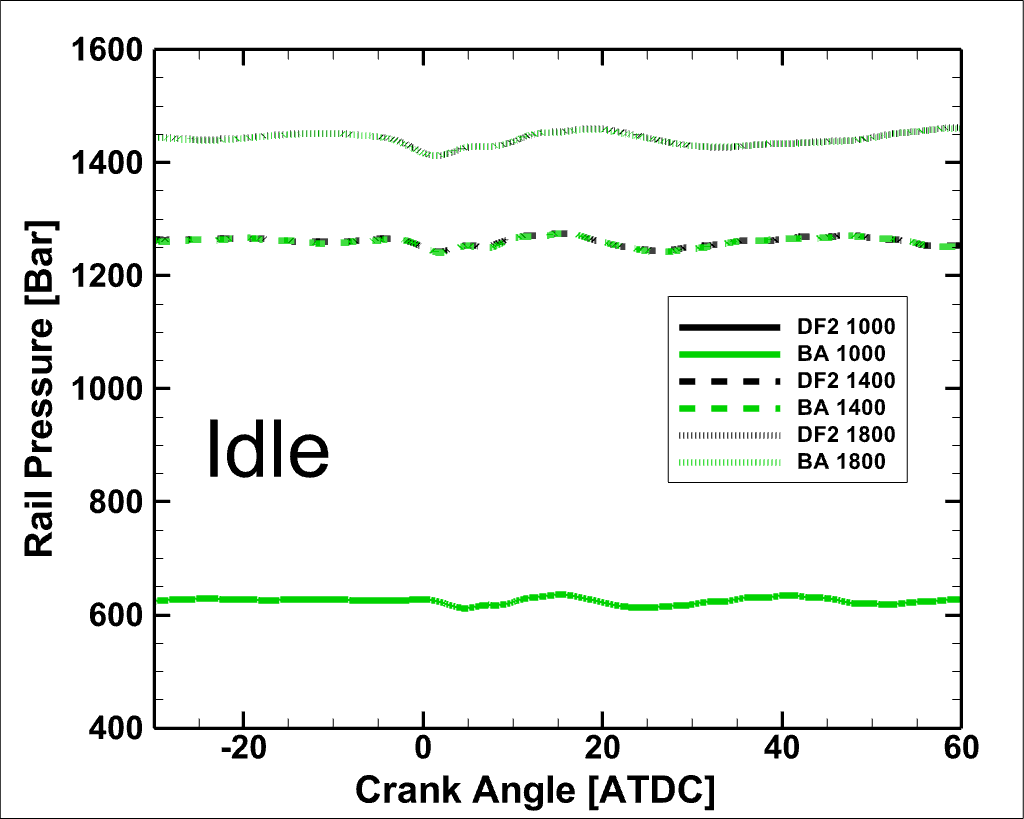 1600
1400
1200
1000
800
600
400
Rail Pressure [Bar]
Idle
DF2 1000
BA 1000
DF2 1400
BA 1400
DF2 1800
BA 1800
-20 0 20 40 60
Crank Angle [ATDC]